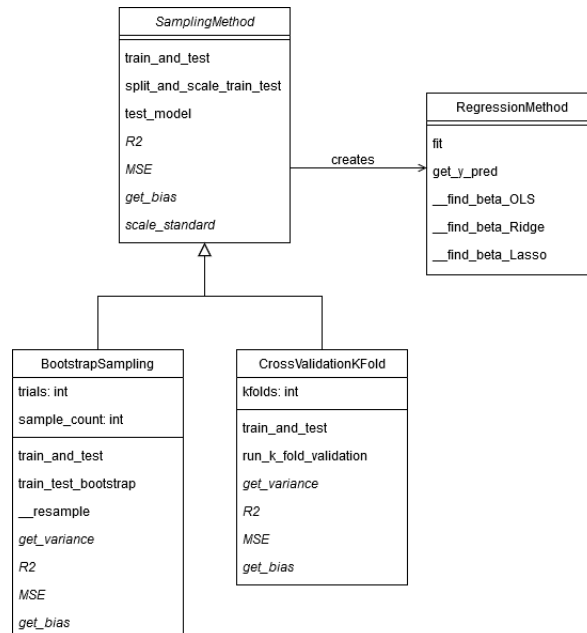 SamplingMethod
train_and_test
split_and_scale_train_test
test_model
R2
MSE
get_bias
scale_standard
creates
RegressionMethod
fit
get_y_pred
__find_beta_OLS
__find_beta_Ridge
__find_beta_Lasso
BootstrapSampling
trials: int
sample_count: int
train_and_test
train_test_bootstrap
__resample
get_variance
R2
MSE
get_bias
CrossValidationKFold
kfolds: int
train_and_test
run_k_fold_validation
get_variance
R2
MSE
get_bias